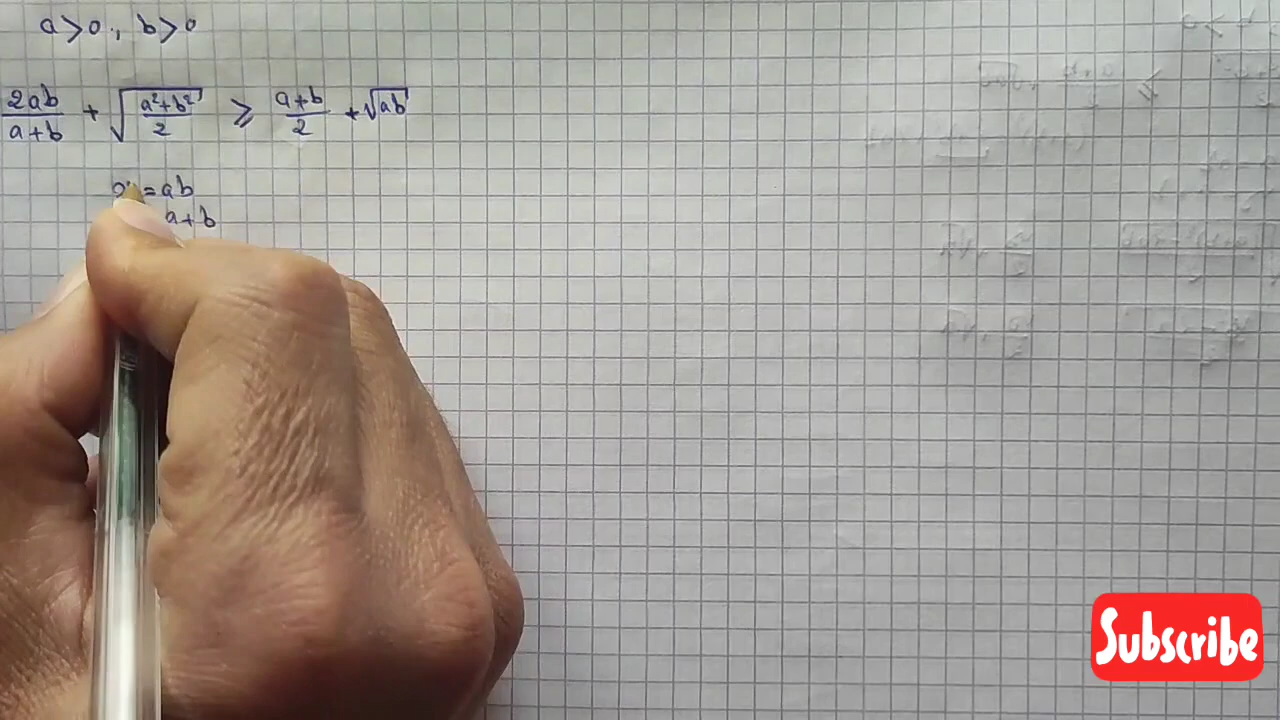 a>0., b>0
2ab/a+b + √a²+b²/2 ⩾ a+b/2 + √ab
=ab
a+b
Subscribe